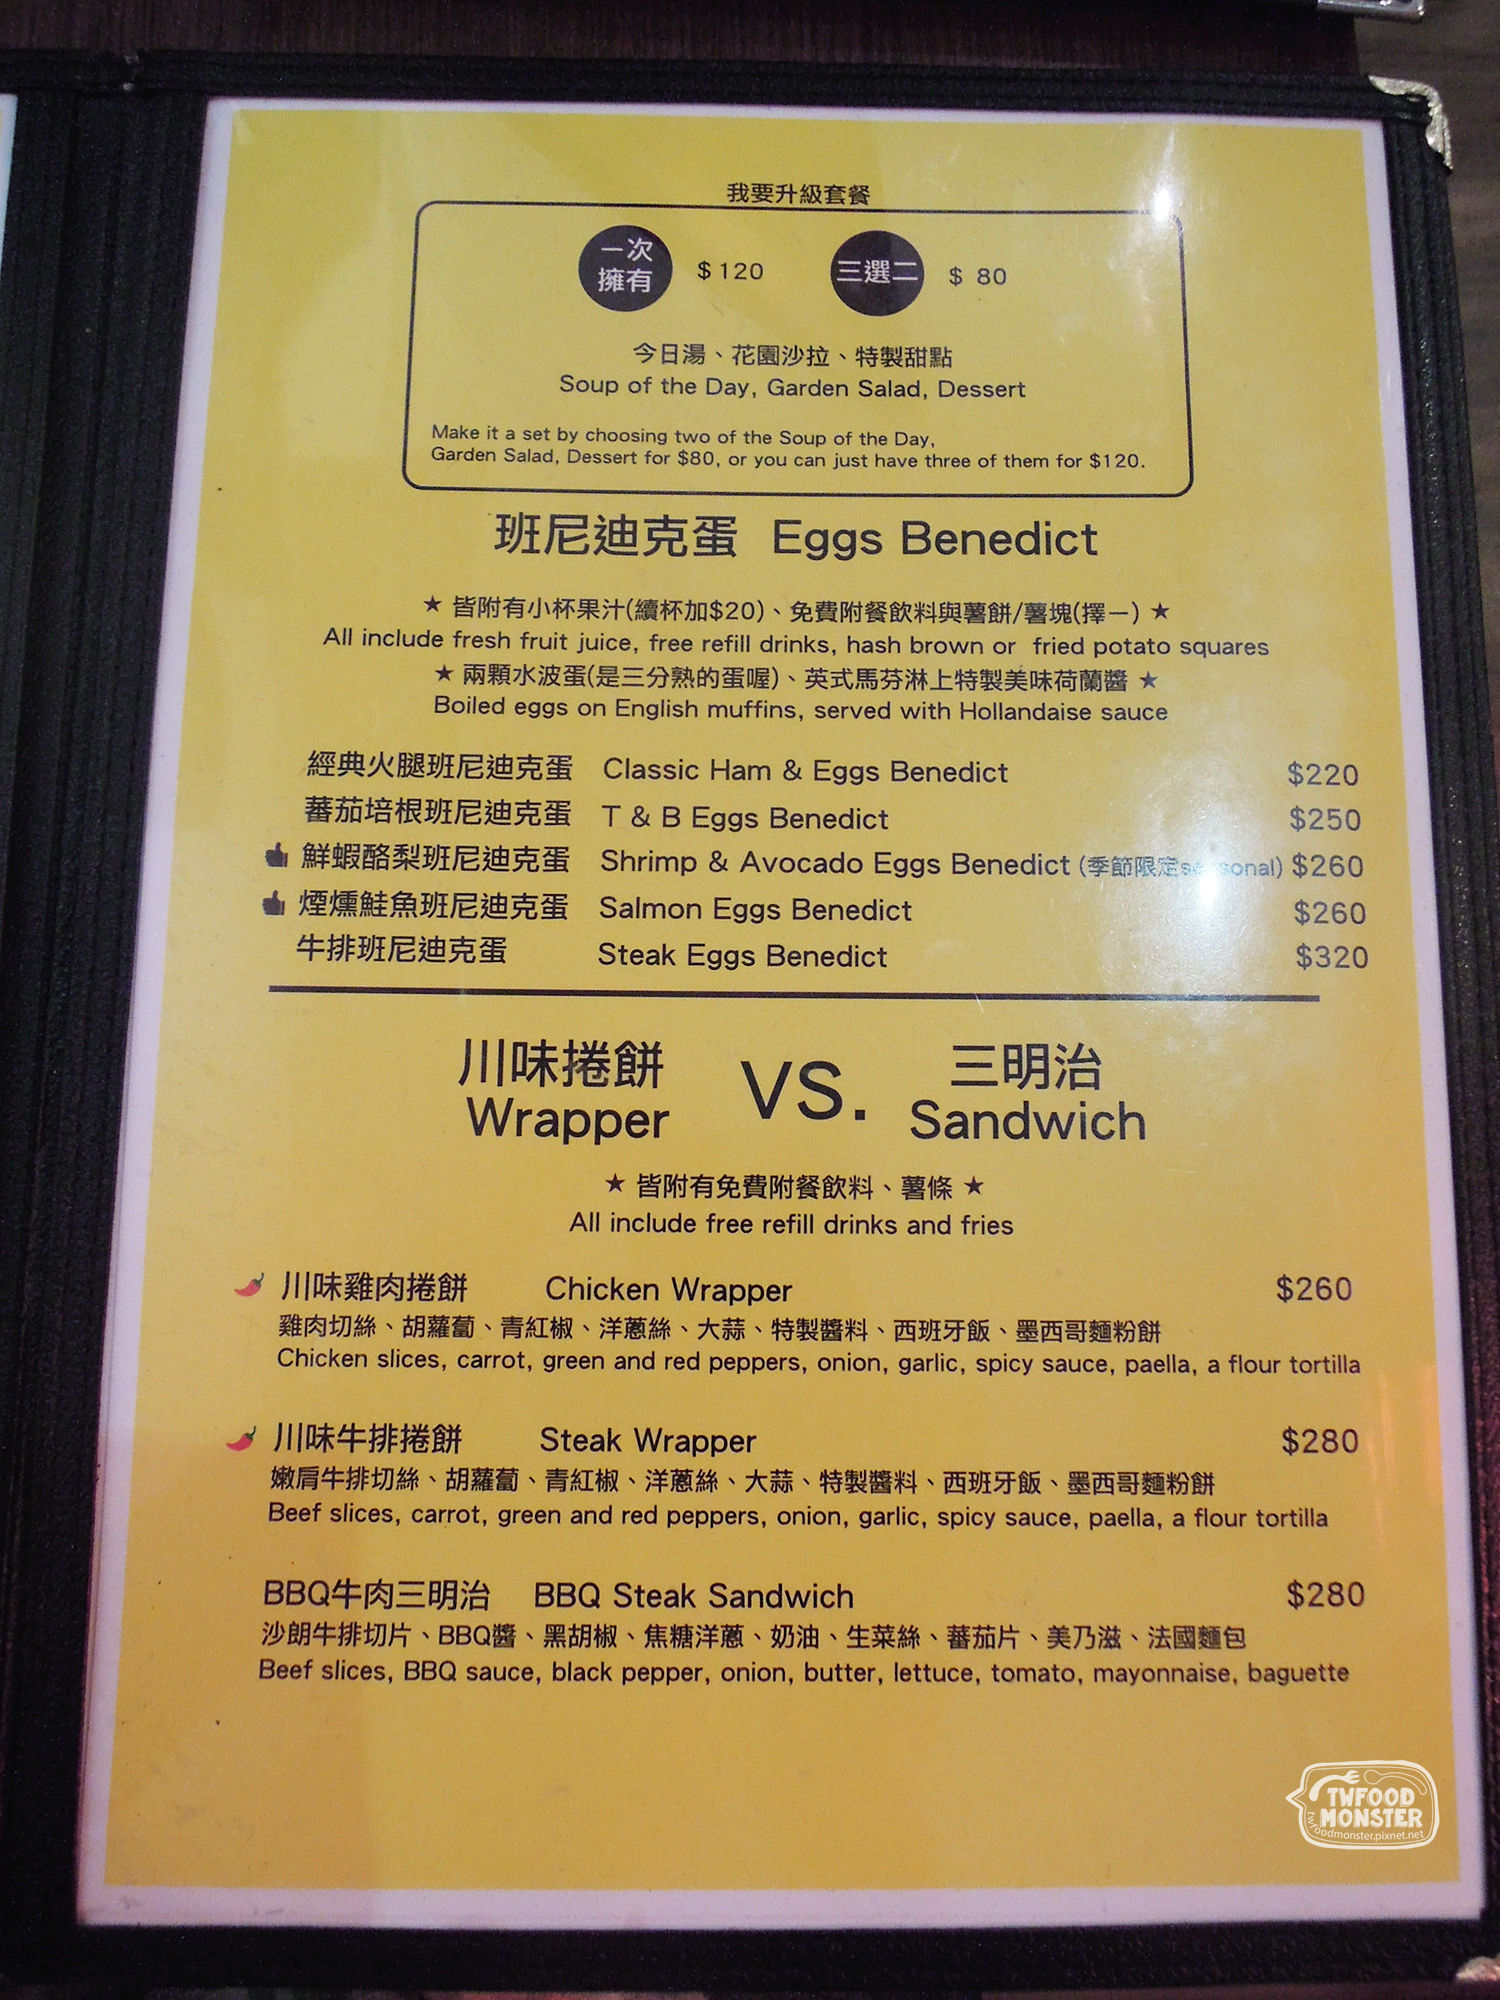 我要升級套餐
一次
擁有
$120
三選二
$ 80
今日湯、花園沙拉、特製甜點
Soup of the Day, Garden Salad, Dessert
Make it a set by choosing two of the Soup of the Day,
Garden Salad, Dessert for $80, or you can just have three of them for $120.
班尼迪克蛋 Eggs Benedict
★ 皆附有小杯果汁(續杯加$20)、免費附餐飲料與薯餅/薯塊(擇一) ★
All include fresh fruit juice, free refill drinks, hash brown or fried potato squares
★ 兩顆水波蛋(是三分熟的蛋喔)、英式馬芬淋上特製美味荷蘭醬 ★
Boiled eggs on English muffins, served with Hollandaise sauce
經典火腿班尼迪克蛋 Classic Ham & Eggs Benedict $220
蕃茄培根班尼迪克蛋 T & B Eggs Benedict $250
鮮蝦酪梨班尼迪克蛋 Shrimp & Avocado Eggs Benedict (季節限定seasonal) $260
煙燻鮭魚班尼迪克蛋 Salmon Eggs Benedict $260
牛排班尼迪克蛋 Steak Eggs Benedict $320
川味捲餅 VS. 三明治
Wrapper Sandwich
★ 皆附有免費附餐飲料、薯條 ★
All include free refill drinks and fries
川味雞肉捲餅 Chicken Wrapper $260
雞肉切絲、胡蘿蔔、青紅椒、洋蔥絲、大蒜、特製醬料、西班牙飯、墨西哥麵粉餅
Chicken slices, carrot, green and red peppers, onion, garlic, spicy sauce, paella, a flour tortilla
川味牛排捲餅 Steak Wrapper $280
嫩肩牛排切絲、胡蘿蔔、青紅椒、洋蔥絲、大蒜、特製醬料、西班牙飯、墨西哥麵粉餅
Beef slices, carrot, green and red peppers, onion, garlic, spicy sauce, paella, a flour tortilla
BBQ牛肉三明治 BBQ Steak Sandwich $280
沙朗牛排切片、BBQ醬、黑胡椒、焦糖洋蔥、奶油、生菜絲、蕃茄片、美乃滋、法國麵包
Beef slices, BBQ sauce, black pepper, onion, butter, lettuce, tomato, mayonnaise, baguette
TWFOOD
MONSTER
twfoodmonster.pixnet.net